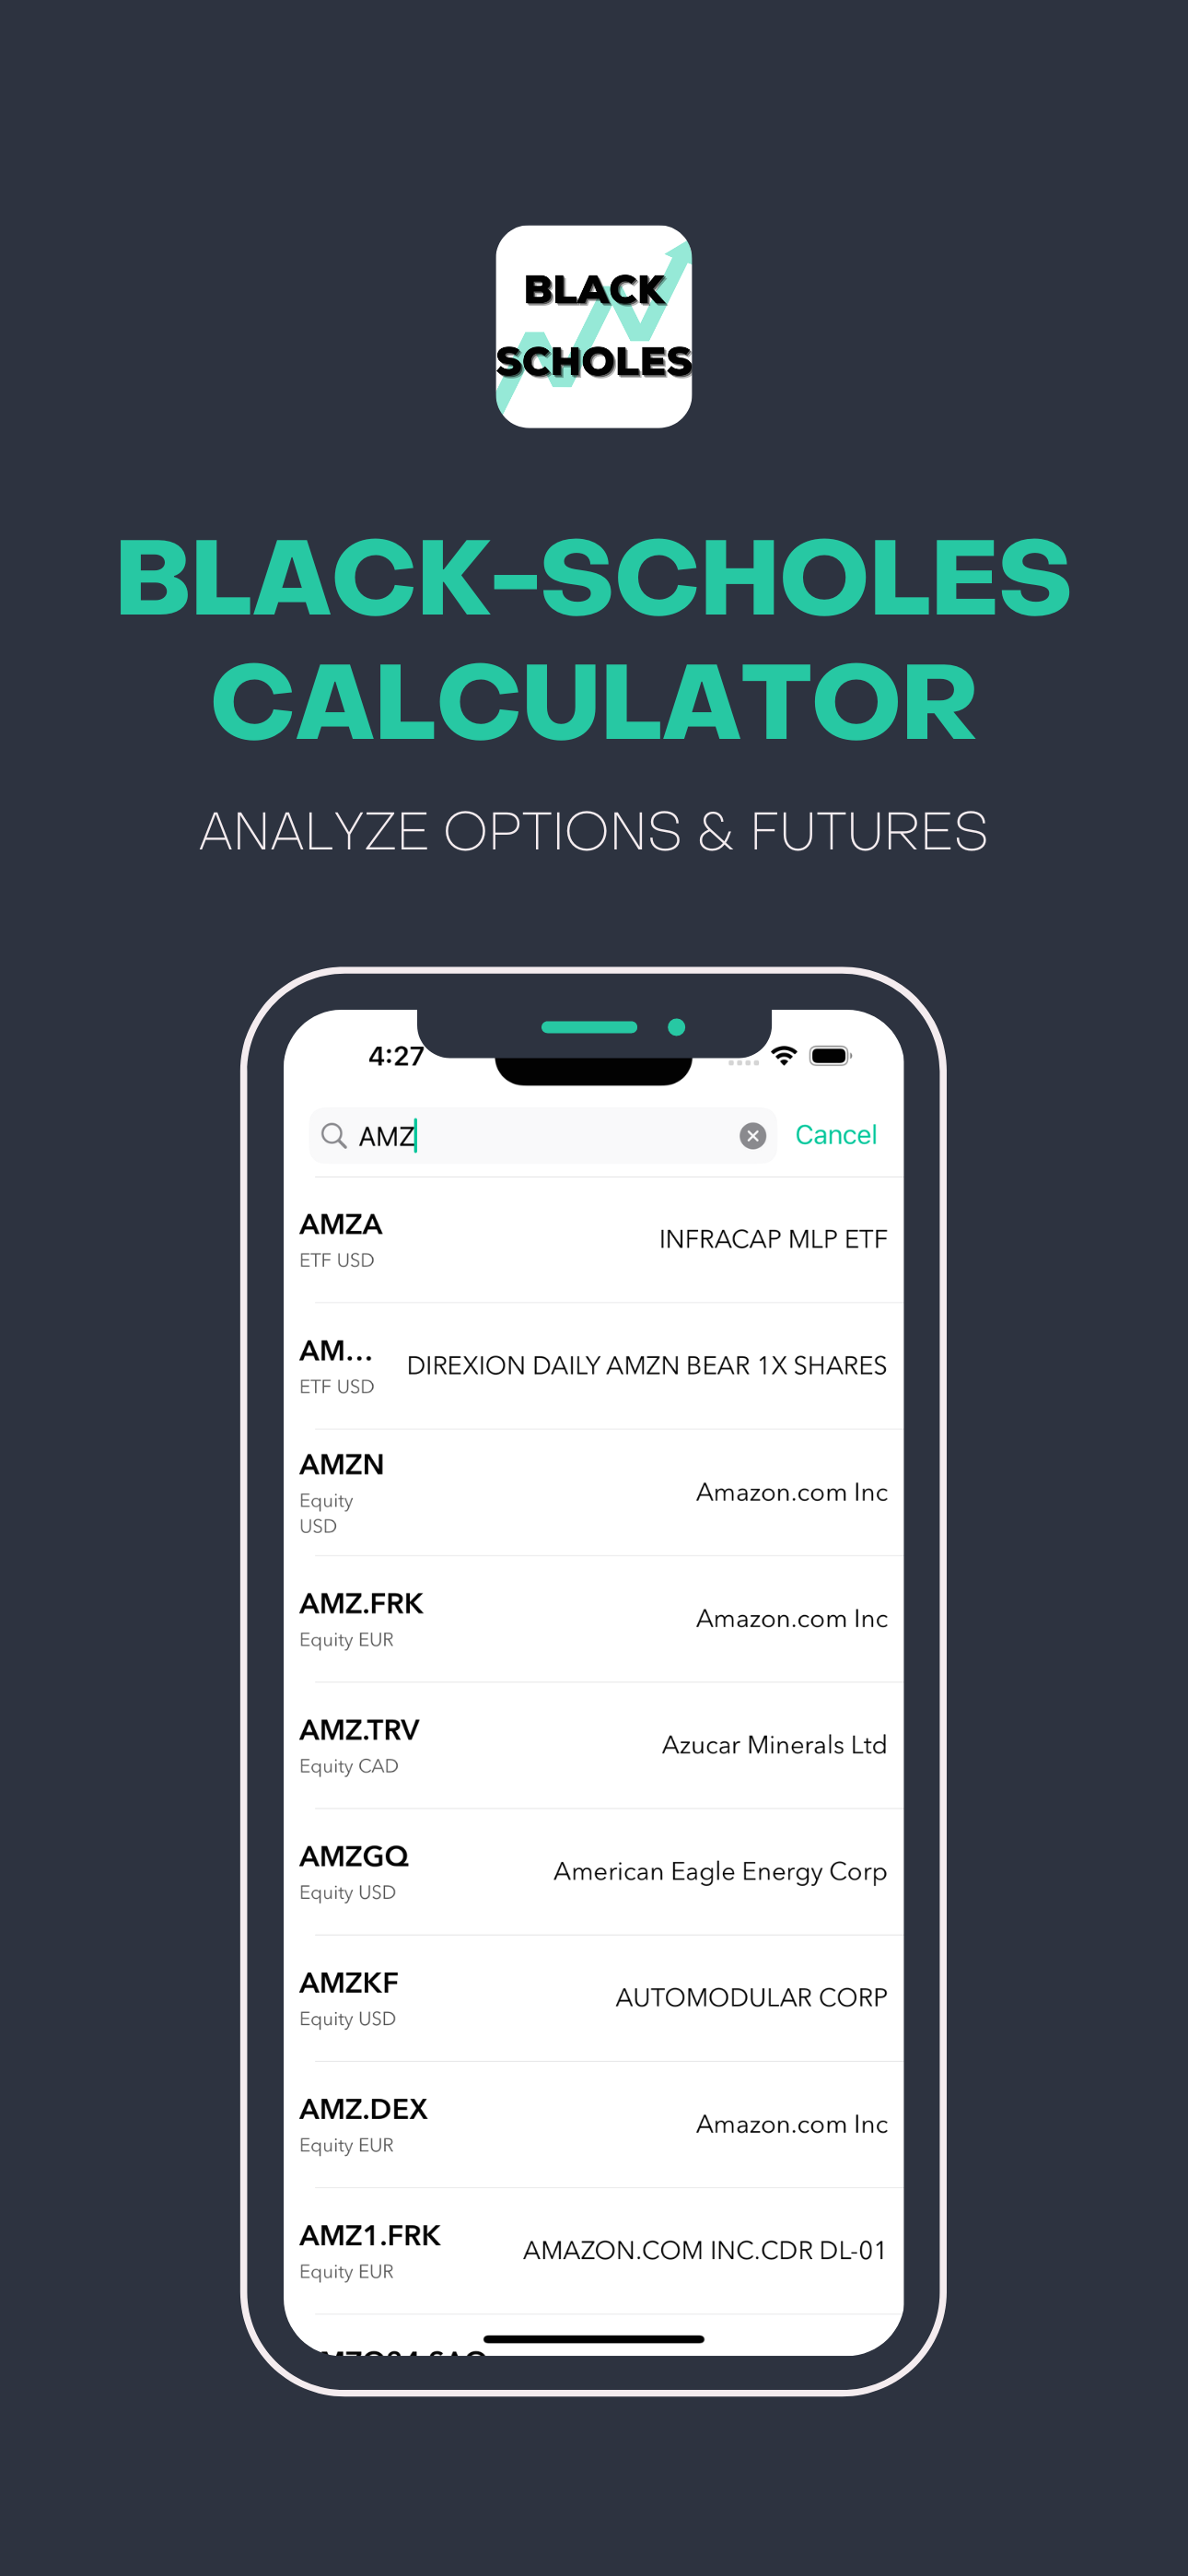 BLACK
SCHOLES
BLACK-SCHOLES
CALCULATOR
ANALYZE OPTIONS & FUTURES
4:27
AMZ
Cancel
AMZA
INFRACAP MLP ETF
ETF USD
AM...
DIREXION DAILY AMZN BEAR 1X SHARES
ETF USD
AMZN
Equity
USD
Amazon.com Inc
AMZ.FRK
Amazon.com Inc
Equity EUR
AMZ.TRV
Azucar Minerals Ltd
Equity CAD
AMZGQ
American Eagle Energy Corp
Equity USD
AMZKF
AUTOMODULAR CORP
Equity USD
AMZ.DEX
Amazon.com Inc
Equity EUR
AMZ1.FRK
AMAZON.COM INC.CDR DL-01
Equity EUR